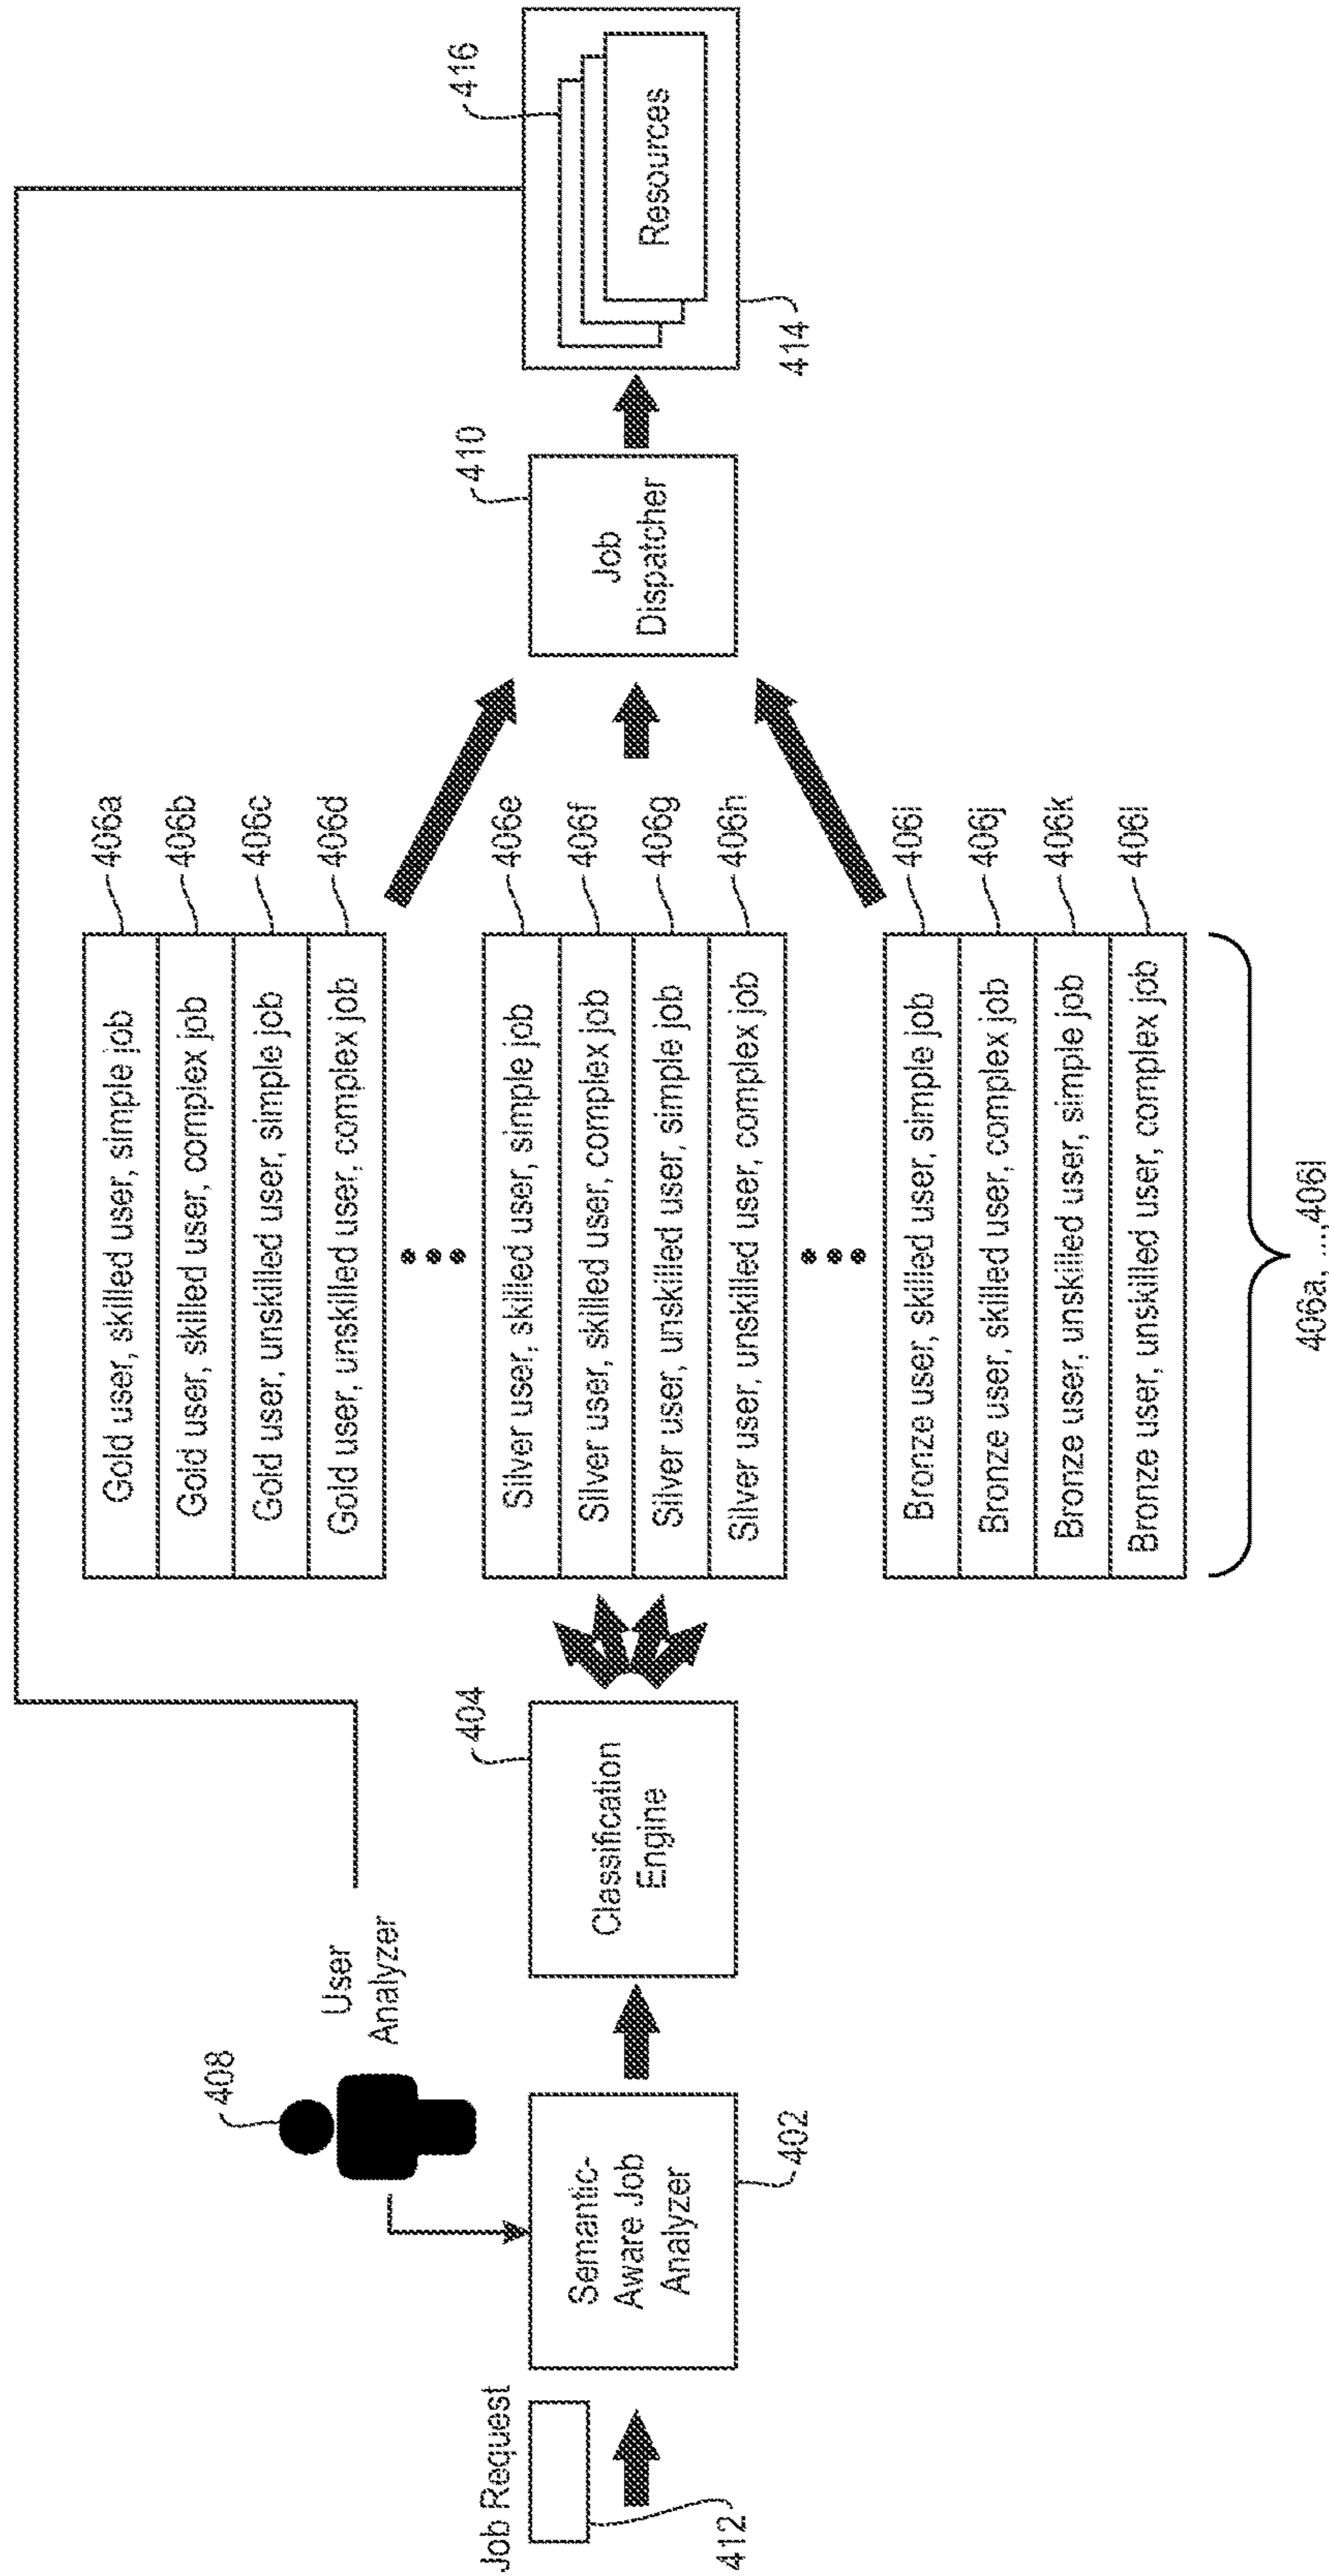 Job Request
412
408
User
Analyzer
Semantic-
Aware Job
Analyzer
402
404
Classification
Engine
Gold user, skilled user, simple job
406a
Gold user, skilled user, complex job
406b
Gold user, unskilled user, simple job
406c
Gold user, unskilled user, complex job
406d
Silver user, skilled user, simple job
406e
Silver user, skilled user, complex job
406f
Silver user, unskilled user, simple job
406g
Silver user, unskilled user, complex job
406h
Bronze user, skilled user, simple job
406i
Bronze user, skilled user, complex job
406j
Bronze user, unskilled user, simple job
406k
Bronze user, unskilled user, complex job
406l
406a, ...,406l
410
Job
Dispatcher
416
Resources
414